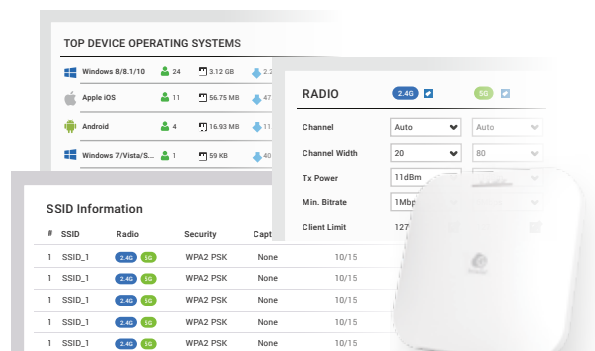 TOP DEVICE OPERATING SYSTEMS
Windows 8/8.1/10 24 3.12 GB
Apple iOS 11 56.75 MB
Android 4 16.93 MB
Windows 7/Vista/S... 1 59 KB
RADIO 2.4G 5G
Channel Auto Auto
Channel Width 20 80
Tx Power 11dBm
Min. Bitrate 1Mbp
Client Limit 127
SSID Information
# SSID Radio Security Capt
1 SSID_1 2.4G 5G WPA2 PSK None 10/15
1 SSID_1 2.4G 5G WPA2 PSK None 10/15
1 SSID_1 2.4G 5G WPA2 PSK None 10/15
1 SSID_1 2.4G 5G WPA2 PSK None 10/15
1 SSID_1 2.4G 5G WPA2 PSK None 10/15